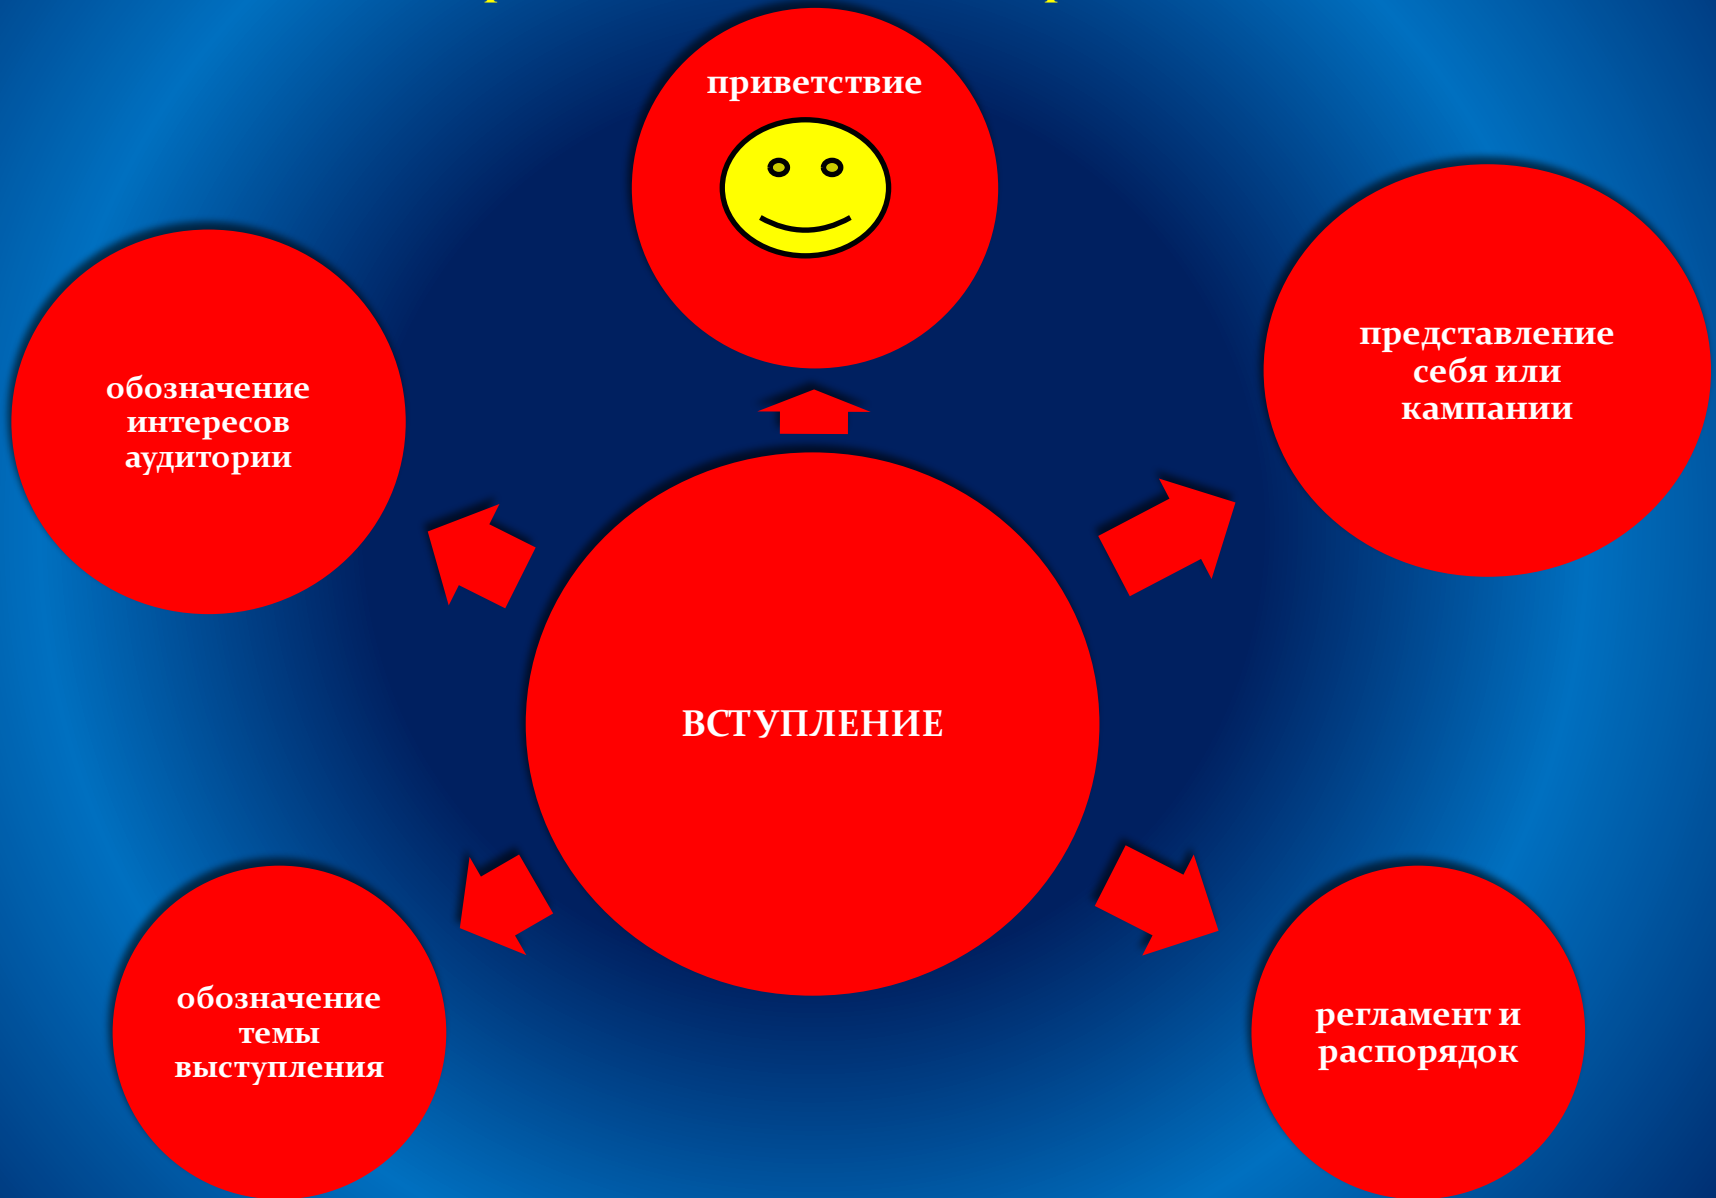 приветствие
представление
себя или
кампании
обозначение
интересов
аудитории
ВСТУПЛЕНИЕ
обозначение
темы
выступления
регламент и
распорядок